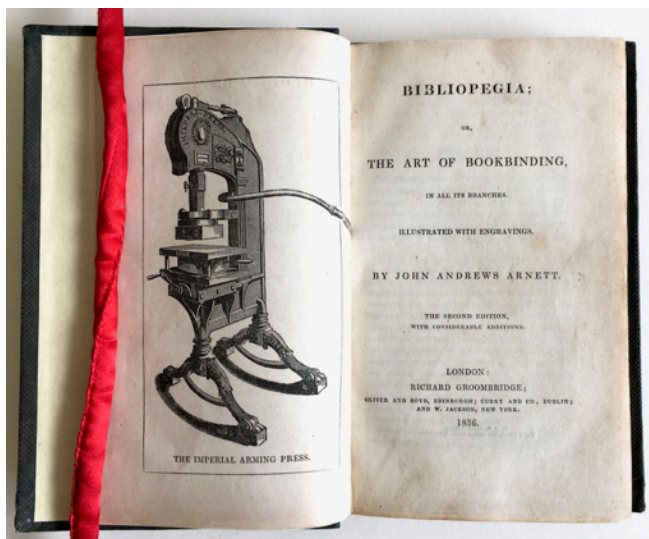 IMPERIAL PRESS
THE IMPERIAL ARMING PRESS.
BIBLIOPEGIA;
OR,
THE ART OF BOOKBINDING,
IN ALL ITS BRANCHES.
ILLUSTRATED WITH ENGRAVINGS.
BY JOHN ANDREWS ARNETT.
THE SECOND EDITION,
WITH CONSIDERABLE ADDITIONS.
LONDON:
RICHARD GROOMBRIDGE;
OLIVER AND BOYD, EDINBURGH; CURRY AND CO., DUBLIN;
AND W. JACKSON, NEW YORK.
1836.